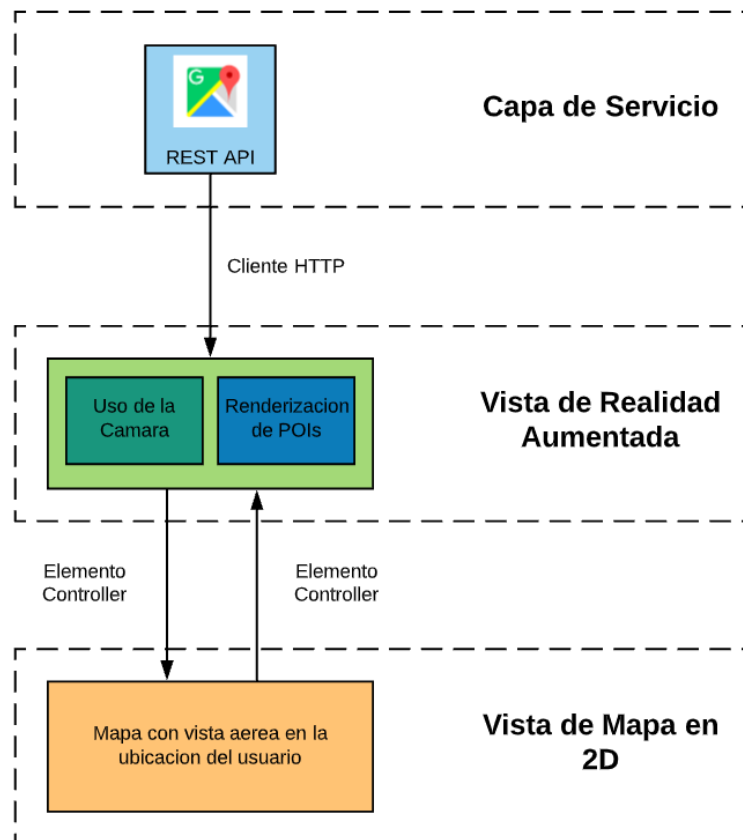 G
REST API
Capa de Servicio
Cliente HTTP
Uso de la
Camara
Renderizacion
de POIs
Vista de Realidad
Aumentada
Elemento
Controller
Elemento
Controller
Mapa con vista aerea en la
ubicacion del usuario
Vista de Mapa en
2D